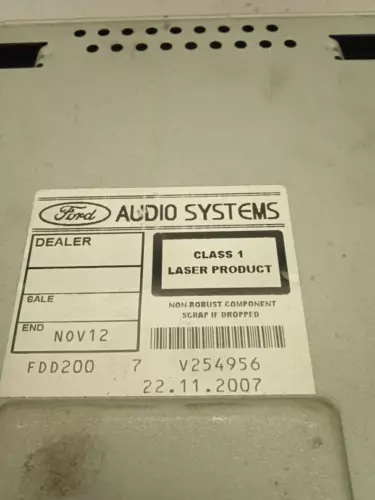 Ford AUDIO SYSTEMS
DEALER
CLASS 1
LASER PRODUCT
SALE
NON-ROBUST COMPONENT
SCRAP IF DROPPED
END NOV12
FDD200 7 V254956
22.11.2007